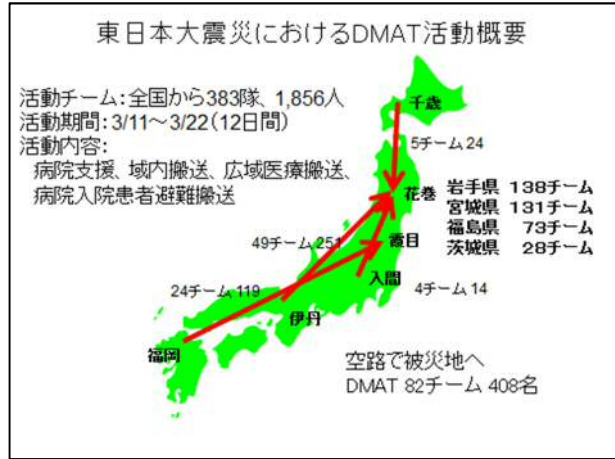 東日本大震災におけるDMAT活動概要
活動チーム:全国から383隊、1,856人
活動期間:3/11～3/22(12日間)
活動内容:
病院支援、域内搬送、広域医療搬送、
病院入院患者避難搬送
千歳
5チーム 24
花巻
岩手県 138チーム
宮城県 131チーム
福島県 73チーム
茨城県 28チーム
霞目
49チーム 251
入間
4チーム 14
24チーム 119
伊丹
福岡
空路で被災地へ
DMAT 82チーム 408名